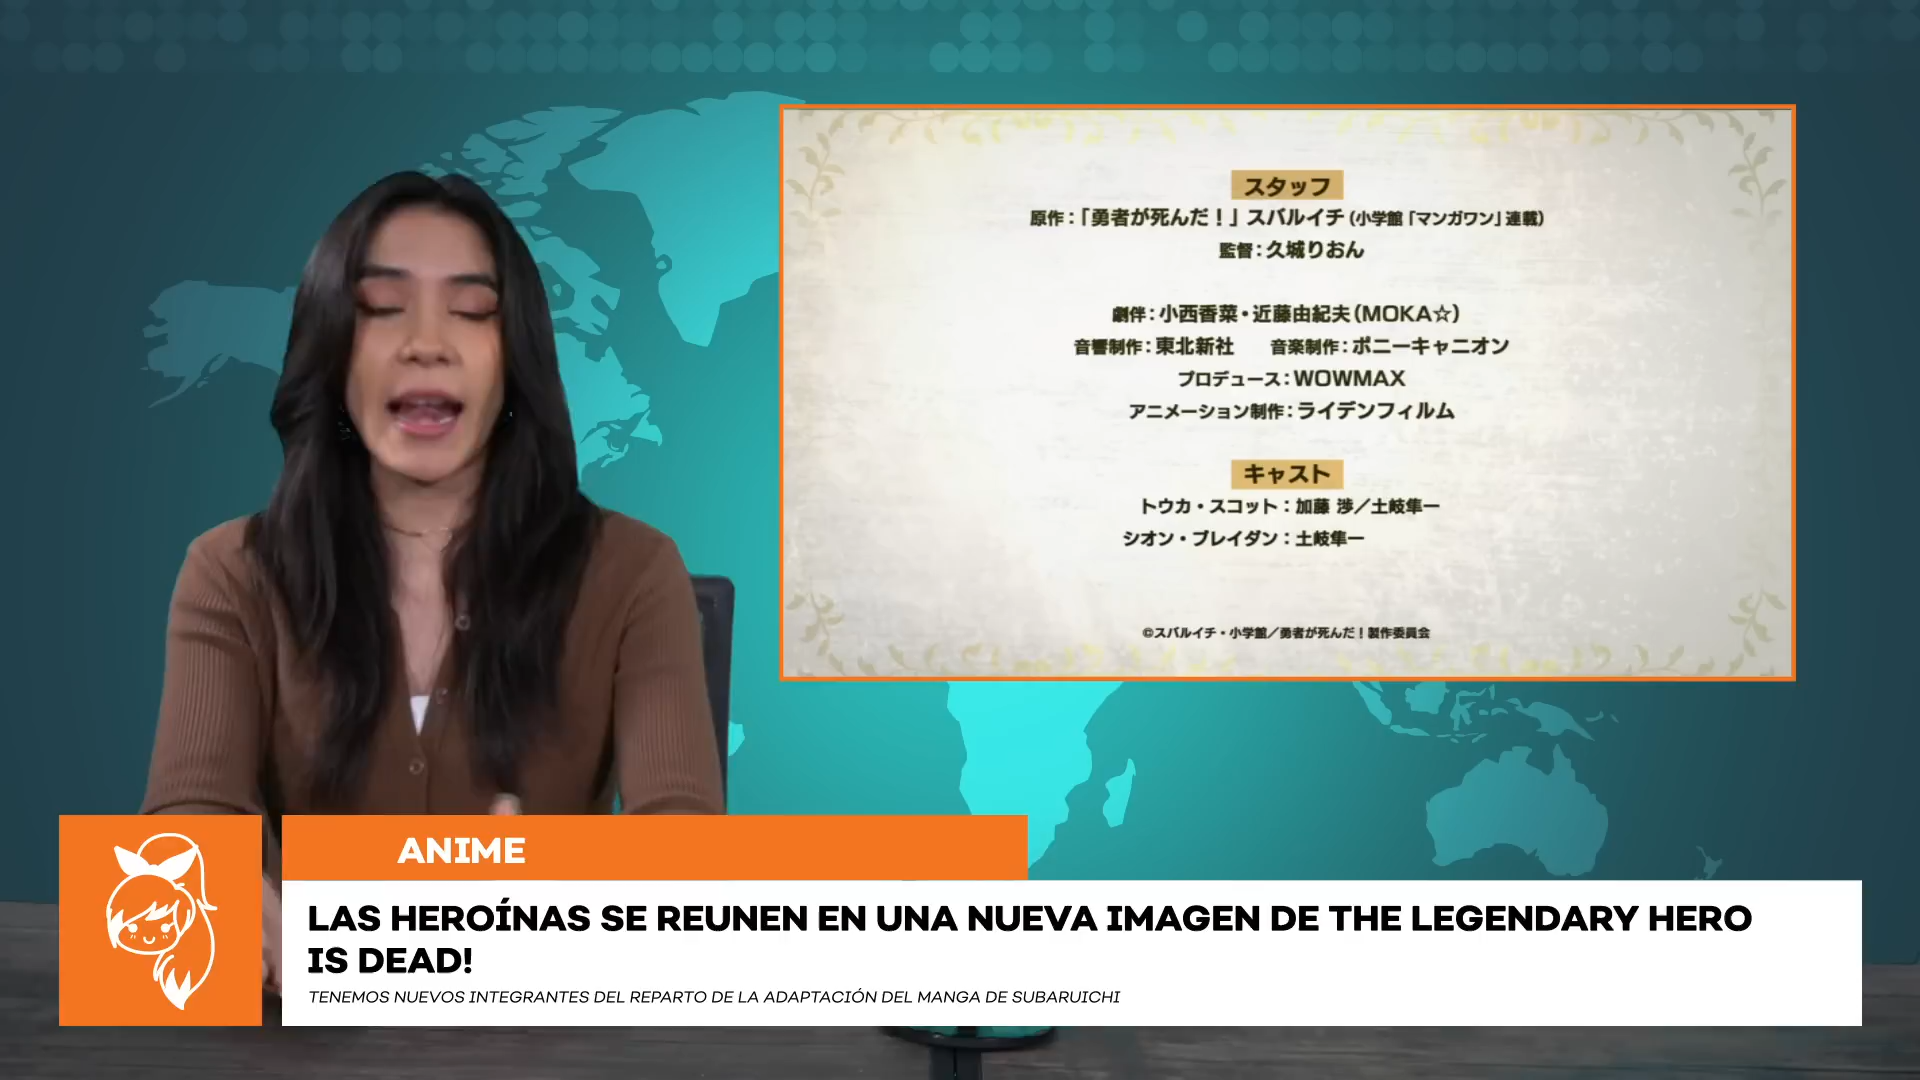 スタッフ
原作:「勇者が死んだ!」スバルイチ(小学館「マンガワン」連載)
監督:久城りおん
劇伴:小西香菜・近藤由紀夫(MOKA☆)
音響制作:東北新社 音楽制作:ポニーキャニオン
プロデュース:WOWMAX
アニメーション制作:ライデンフィルム
キャスト
トウカ・スコット:加藤 渉/土岐隼一
シオン・ブレイダン:土岐隼一
©スバルイチ・小学館/勇者が死んだ!製作委員会
ANIME
LAS HEROÍNAS SE REUNEN EN UNA NUEVA IMAGEN DE THE LEGENDARY HERO
IS DEAD!
TENEMOS NUEVOS INTEGRANTES DEL REPARTO DE LA ADAPTACIÓN DEL MANGA DE SUBARUICHI